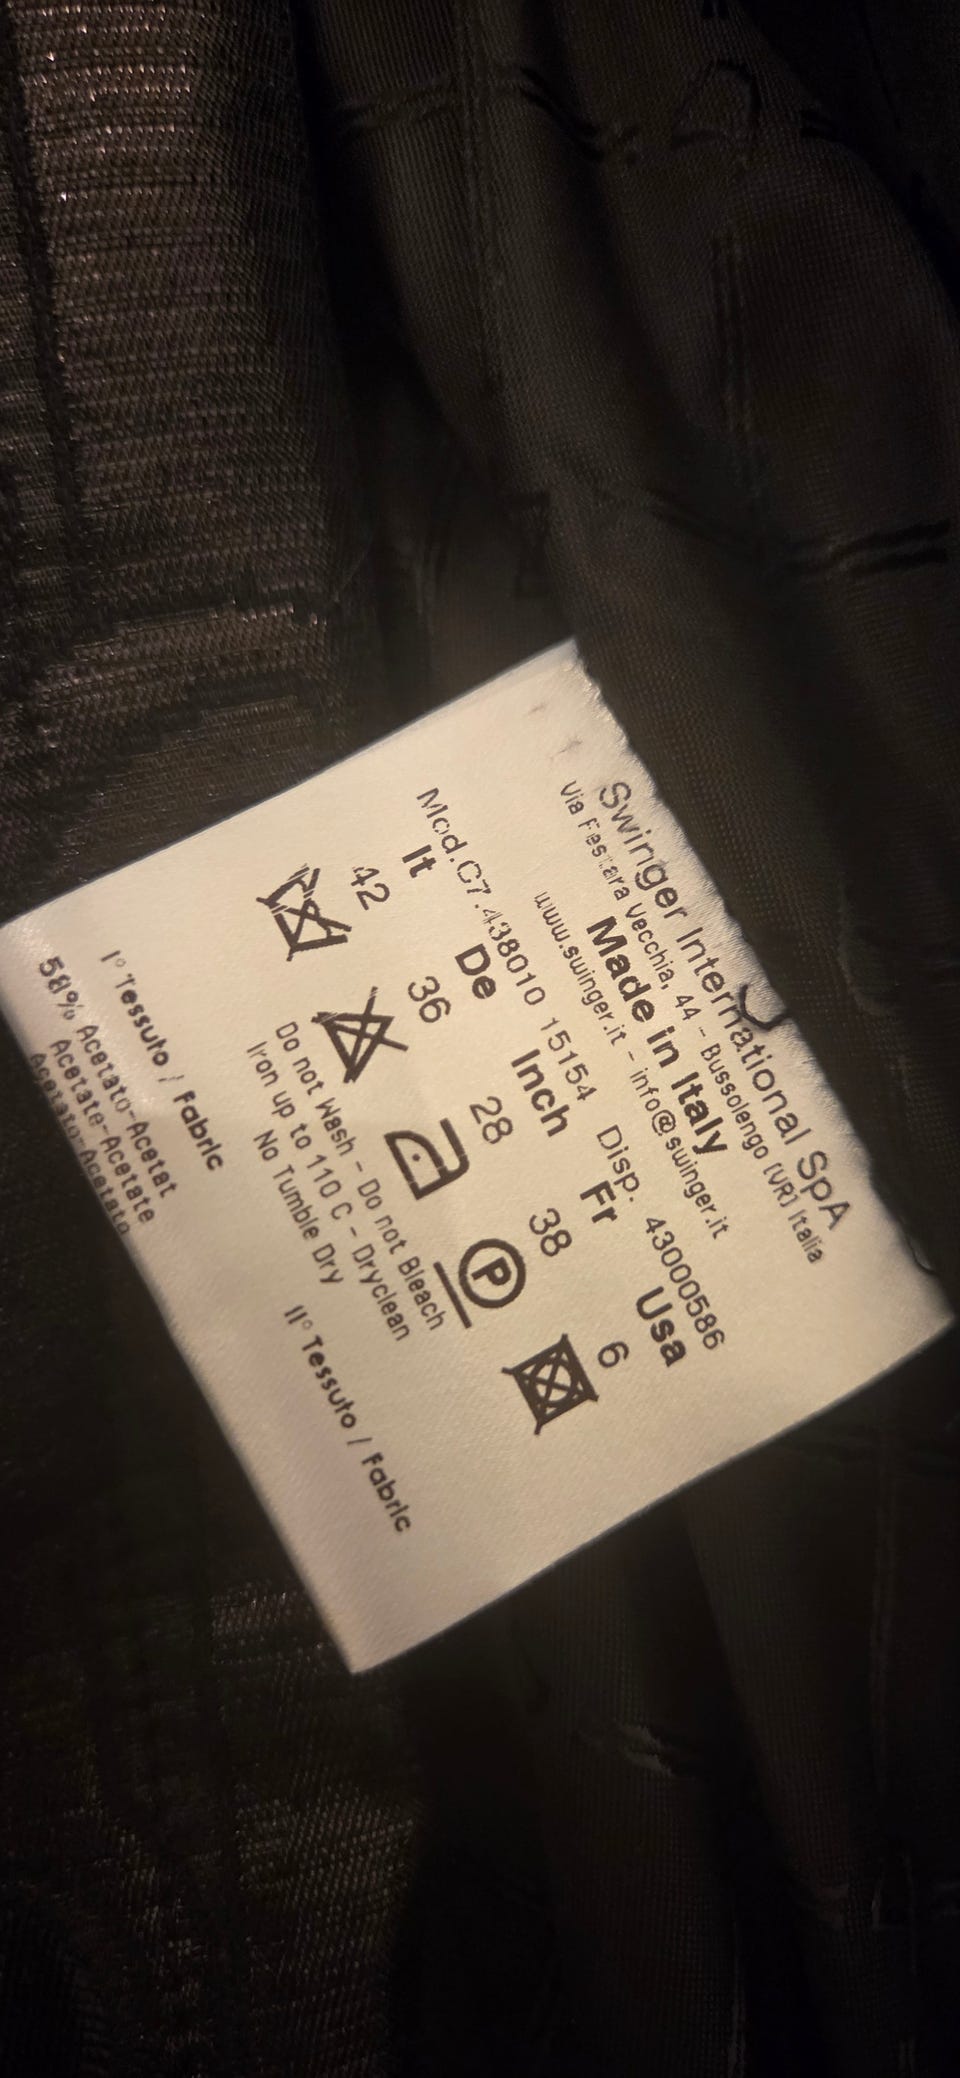 Swinger International SpA
Via Festara Vecchia, 44 - Bussolengo (VR) Italia
Made in Italy
www.swinger.it - info@swinger.it
Mod.C7.438010 15154 Disp. 43000586
It De Inch Fr Usa
42 36 28 38 6
P
Do not Wash - Do not Bleach
Iron up to 110 C - Dryclean
No Tumble Dry
I° Tessuto / Fabric II° Tessuto / Fabric
58% Acetato-Acetat
Acetate-Acetate
Acetato-Acetato